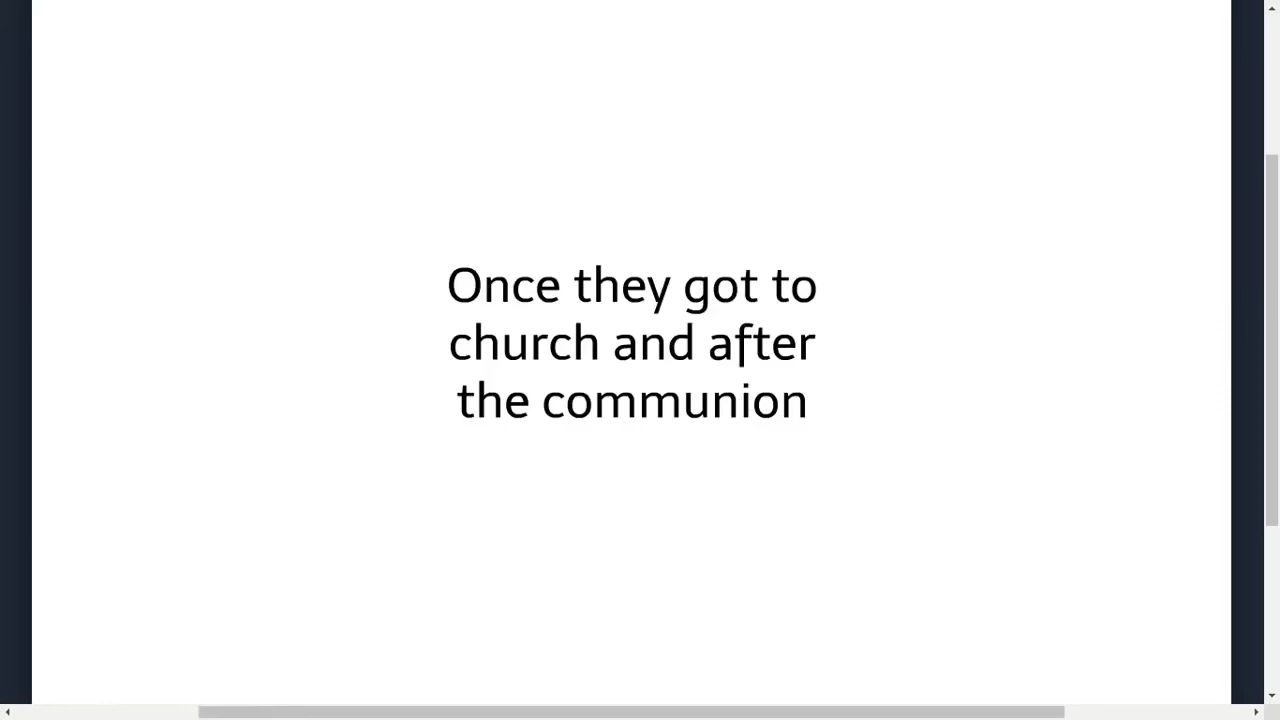 Once they got to
church and after
the communion